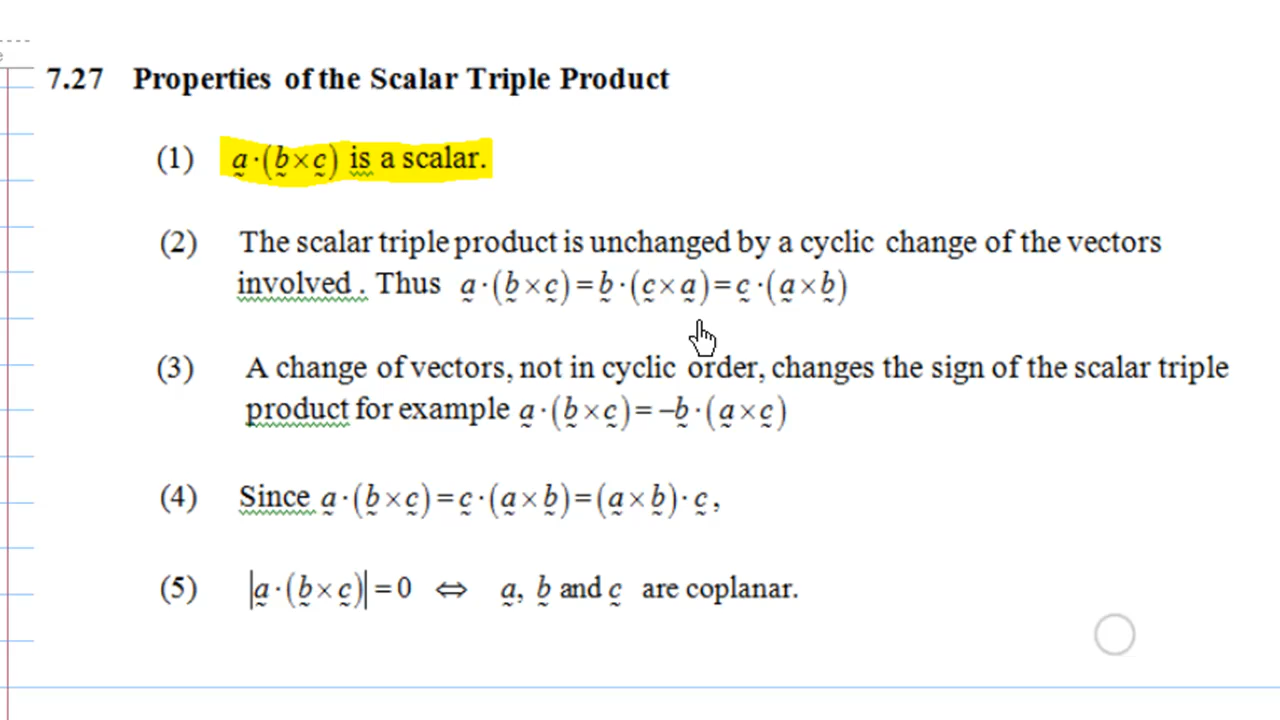 7.27 Properties of the Scalar Triple Product
(1) a·(b×c) is a scalar.
(2) The scalar triple product is unchanged by a cyclic change of the vectors
involved . Thus a·(b×c)=b·(c×a)=c·(a×b)
(3) A change of vectors, not in cyclic order, changes the sign of the scalar triple
product for example a·(b×c)=−b·(a×c)
(4) Since a·(b×c)=c·(a×b)=(a×b)·c,
(5) |a·(b×c)|=0 ⇔ a, b and c are coplanar.